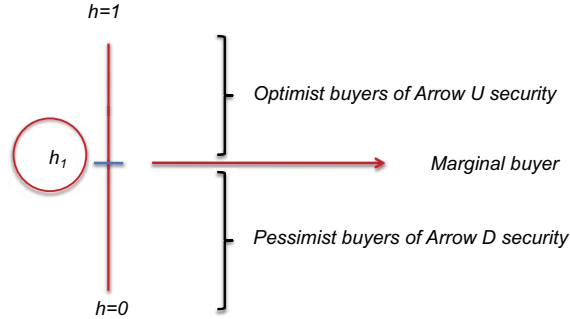 h=1
Optimist buyers of Arrow U security
h1
Marginal buyer
Pessimist buyers of Arrow D security
h=0